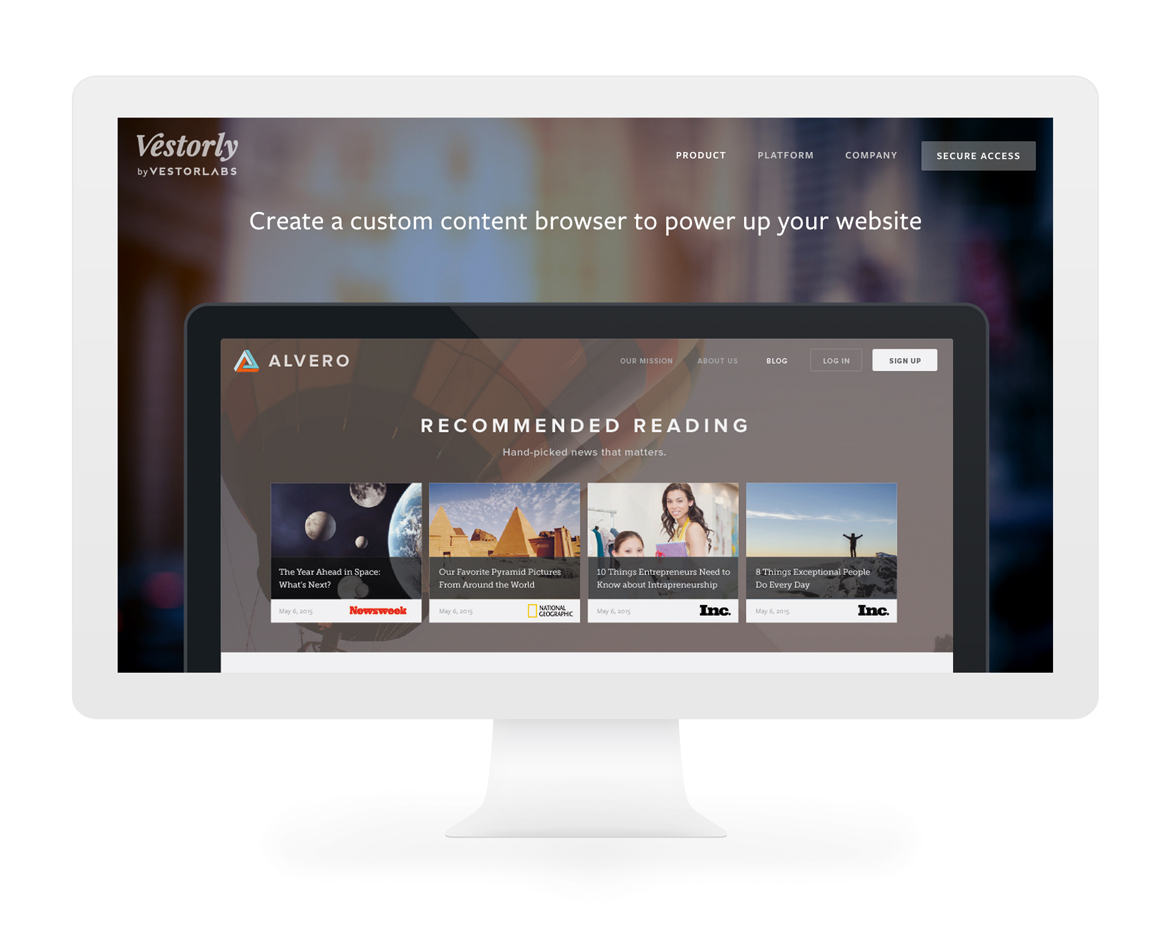 Vestorly
by VESTORLABS
PRODUCT PLATFORM COMPANY SECURE ACCESS
Create a custom content browser to power up your website
ALVERO
OUR MISSION ABOUT US BLOG LOG IN SIGN UP
RECOMMENDED READING
Hand-picked news that matters.
The Year Ahead in Space:
What's Next?
May 6, 2015 Newsweek
Our Favorite Pyramid Pictures
From Around the World
May 6, 2015 NATIONAL
GEOGRAPHIC
10 Things Entrepreneurs Need to
Know about Intrapreneurship
May 6, 2015 Inc.
8 Things Exceptional People
Do Every Day
May 6, 2015 Inc.